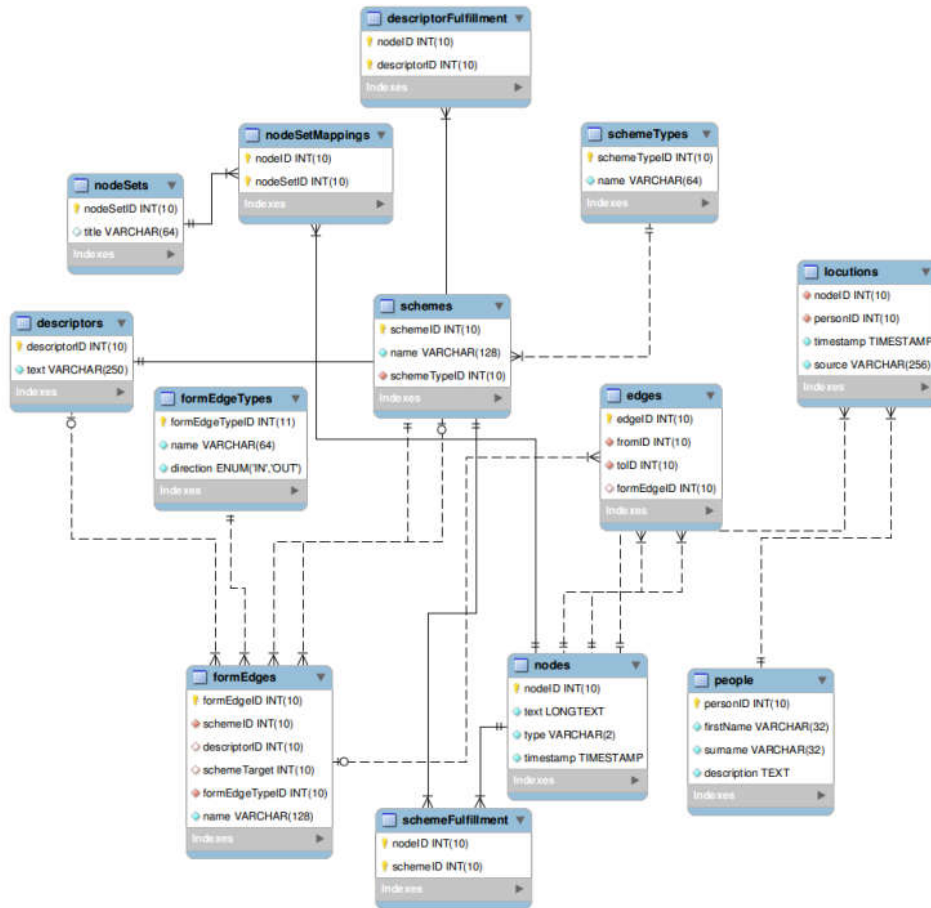 descriptorFulfillment
nodeID INT(10)
descriptorID INT(10)
Indexes
nodeSetMappings
nodeID INT(10)
nodeSetID INT(10)
Indexes
schemeTypes
schemeTypeID INT(10)
name VARCHAR(64)
Indexes
nodeSets
nodeSetID INT(10)
title VARCHAR(64)
Indexes
locutions
nodeID INT(10)
personID INT(10)
timestamp TIMESTAMP
source VARCHAR(256)
Indexes
schemes
schemeID INT(10)
name VARCHAR(128)
schemeTypeID INT(10)
Indexes
descriptors
descriptorID INT(10)
text VARCHAR(250)
Indexes
formEdgeTypes
formEdgeTypeID INT(11)
name VARCHAR(64)
direction ENUM('IN','OUT')
Indexes
edges
edgeID INT(10)
fromID INT(10)
toID INT(10)
formEdgeID INT(10)
Indexes
nodes
nodeID INT(10)
text LONGTEXT
type VARCHAR(2)
timestamp TIMESTAMP
Indexes
formEdges
formEdgeID INT(10)
schemeID INT(10)
descriptorID INT(10)
schemeTarget INT(10)
formEdgeTypeID INT(10)
name VARCHAR(128)
Indexes
people
personID INT(10)
firstName VARCHAR(32)
surname VARCHAR(32)
description TEXT
Indexes
schemeFulfillment
nodeID INT(10)
schemeID INT(10)
Indexes